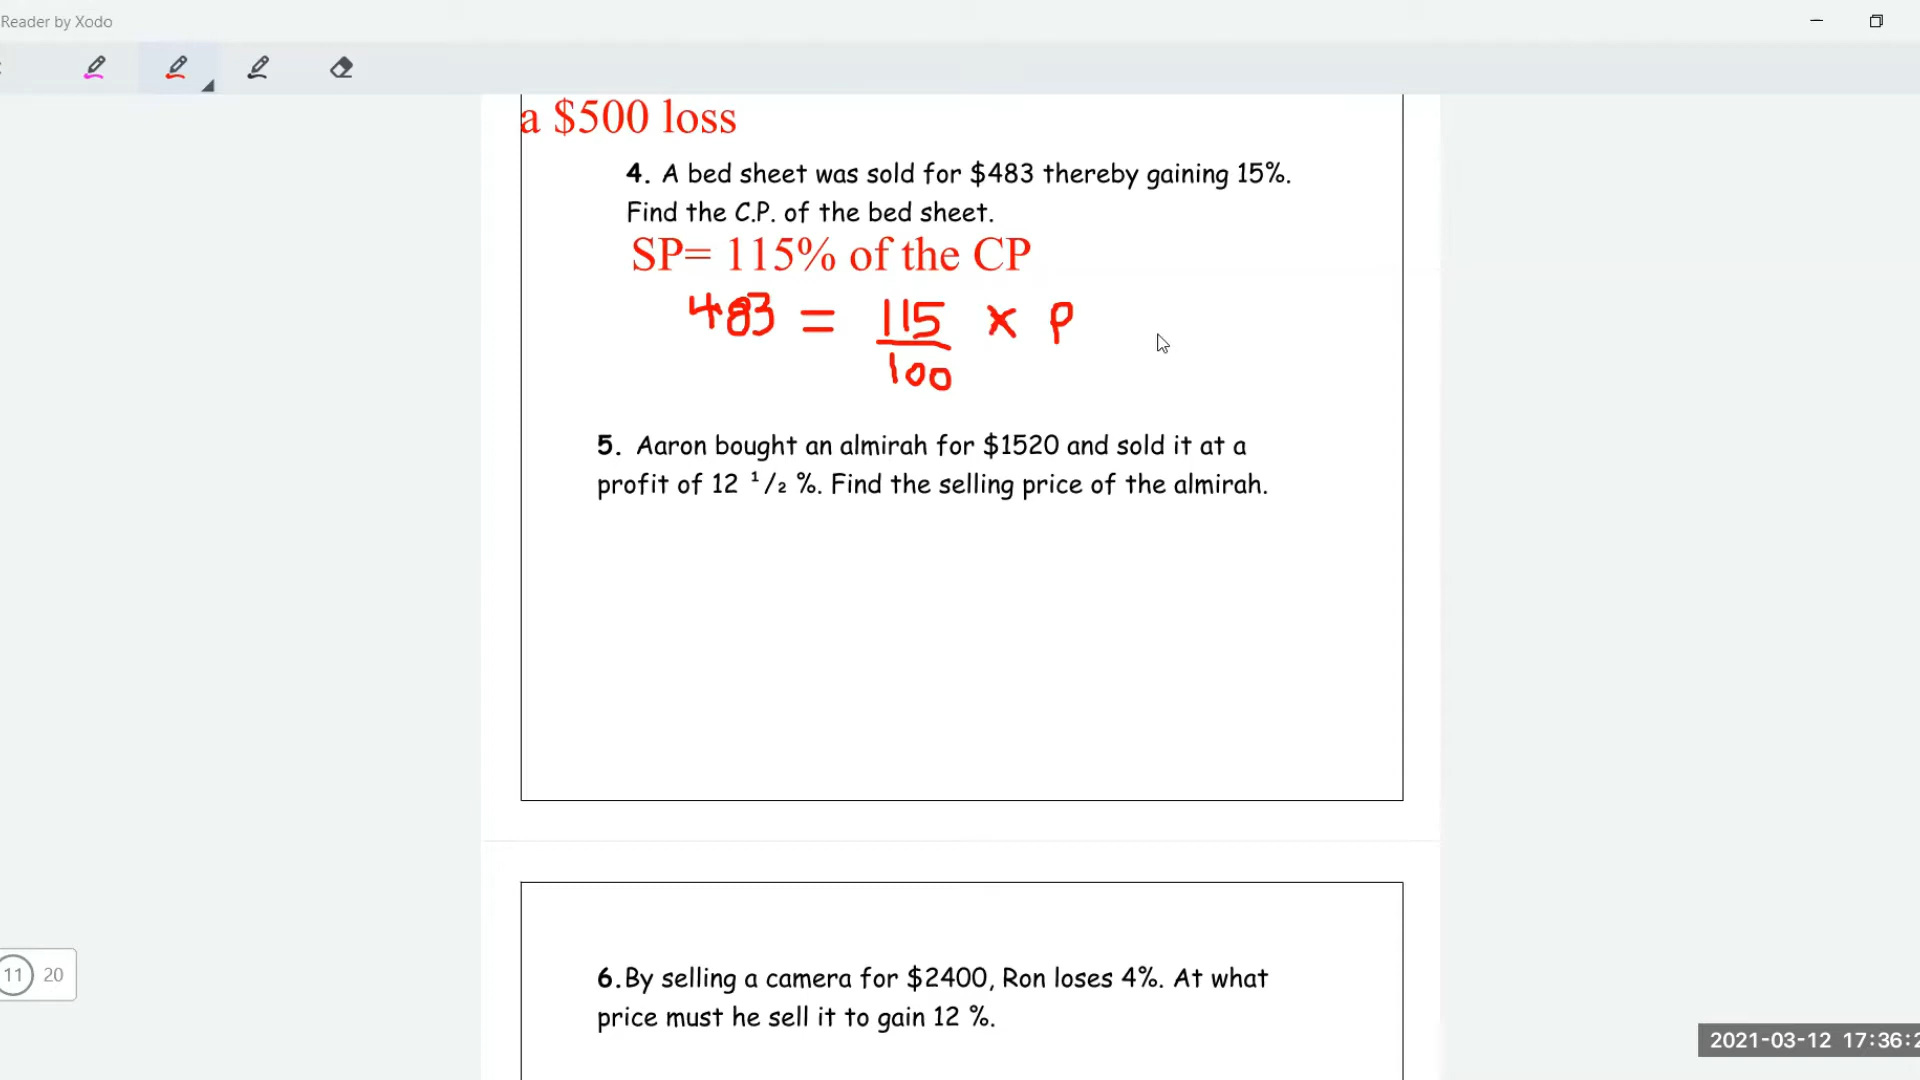 Reader by Xodo
a $500 loss
4. A bed sheet was sold for $483 thereby gaining 15%.
Find the C.P. of the bed sheet.
SP= 115% of the CP
483 = 115/100 x P
5. Aaron bought an almirah for $1520 and sold it at a
profit of 12 ¹/₂ %. Find the selling price of the almirah.
6.By selling a camera for $2400, Ron loses 4%. At what
price must he sell it to gain 12 %.
11 20
2021-03-12 17:36:2